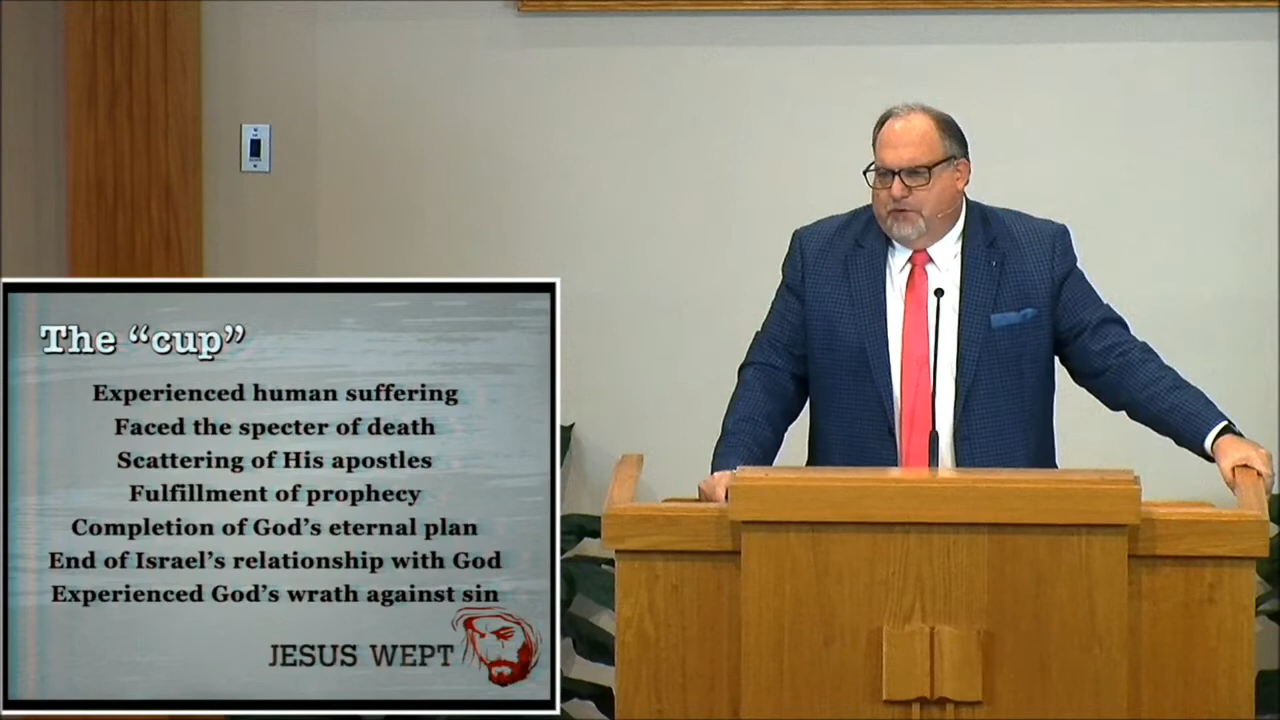 The “cup”
Experienced human suffering
Faced the specter of death
Scattering of His apostles
Fulfillment of prophecy
Completion of God’s eternal plan
End of Israel’s relationship with God
Experienced God’s wrath against sin
JESUS WEPT